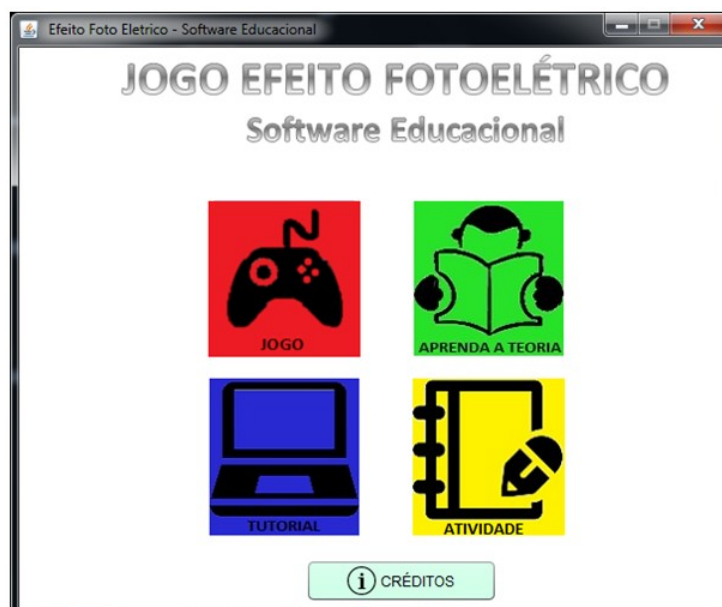 Efeito Foto Eletrico - Software Educacional
JOGO EFEITO FOTOELÉTRICO
Software Educacional
JOGO
APRENDA A TEORIA
TUTORIAL
ATIVIDADE
i CRÉDITOS